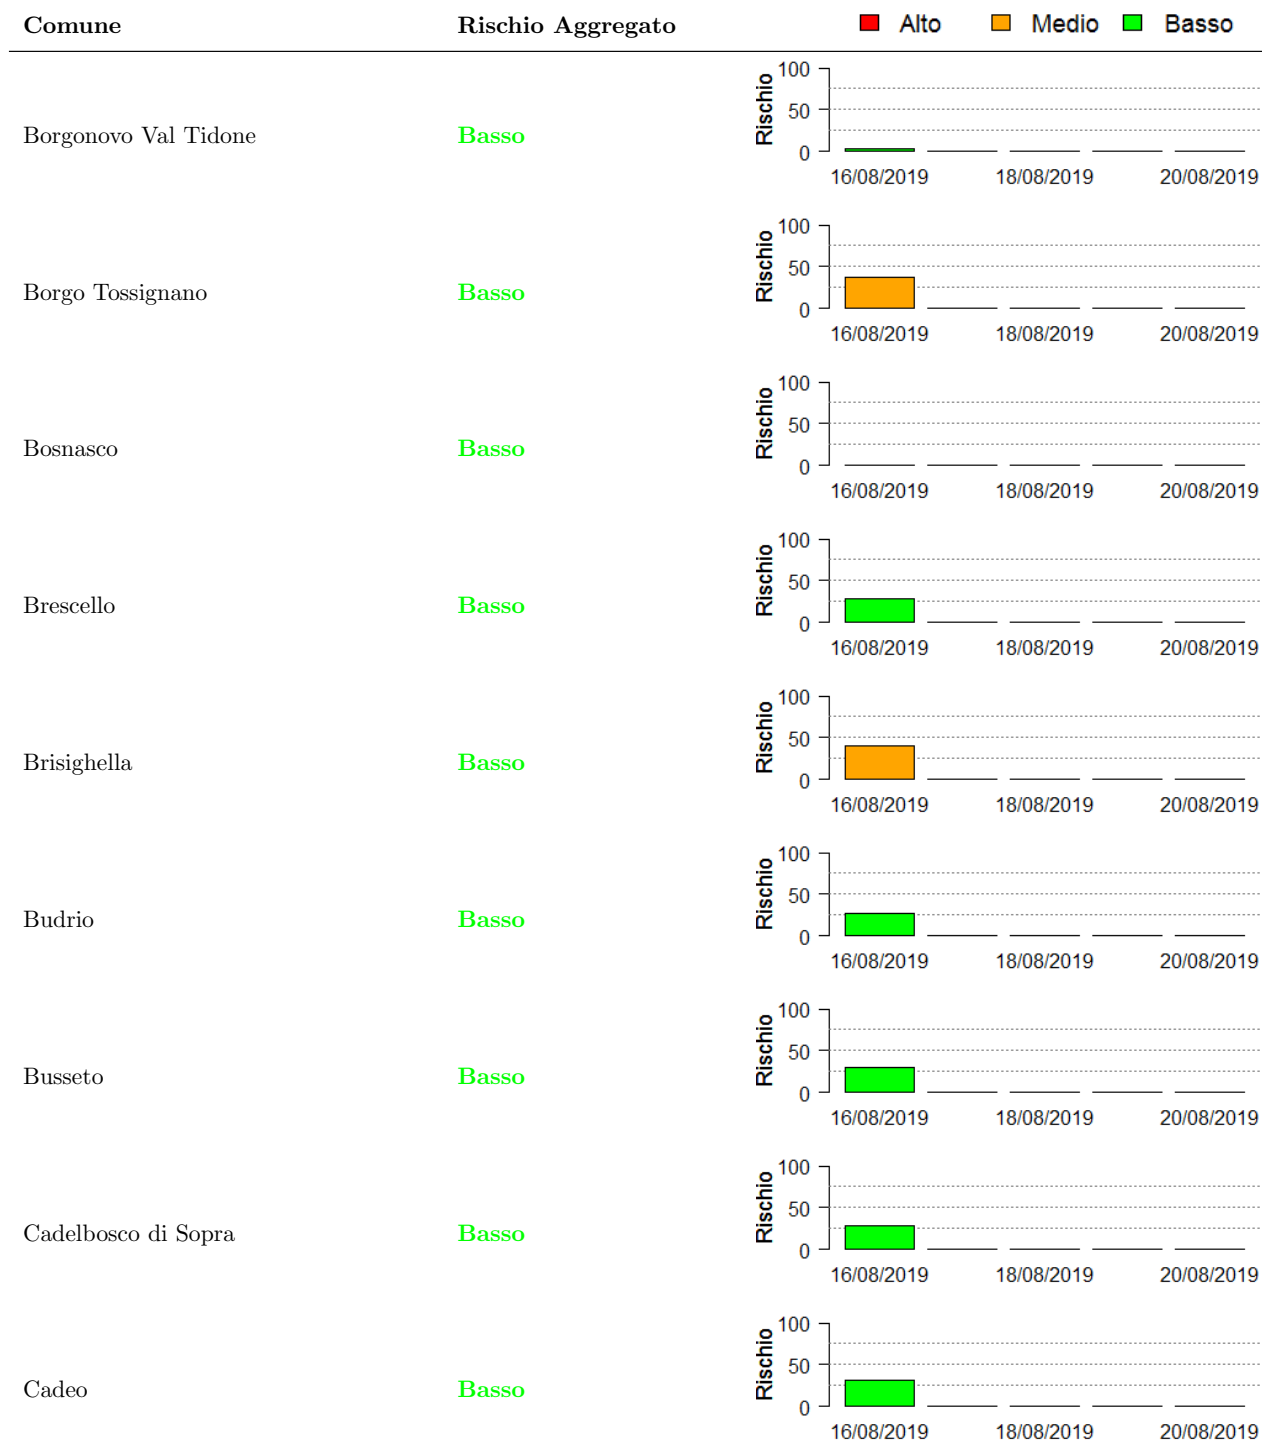 Comune Rischio Aggregato Alto Medio Basso
100
50
0
Rischio
Borgonovo Val Tidone Basso
16/08/2019 18/08/2019 20/08/2019
100
50
0
Rischio
Borgo Tossignano Basso
16/08/2019 18/08/2019 20/08/2019
100
50
0
Rischio
Bosnasco Basso
16/08/2019 18/08/2019 20/08/2019
100
50
0
Rischio
Brescello Basso
16/08/2019 18/08/2019 20/08/2019
100
50
0
Rischio
Brisighella Basso
16/08/2019 18/08/2019 20/08/2019
100
50
0
Rischio
Budrio Basso
16/08/2019 18/08/2019 20/08/2019
100
50
0
Rischio
Busseto Basso
16/08/2019 18/08/2019 20/08/2019
100
50
0
Rischio
Cadelbosco di Sopra Basso
16/08/2019 18/08/2019 20/08/2019
100
50
0
Rischio
Cadeo Basso
16/08/2019 18/08/2019 20/08/2019